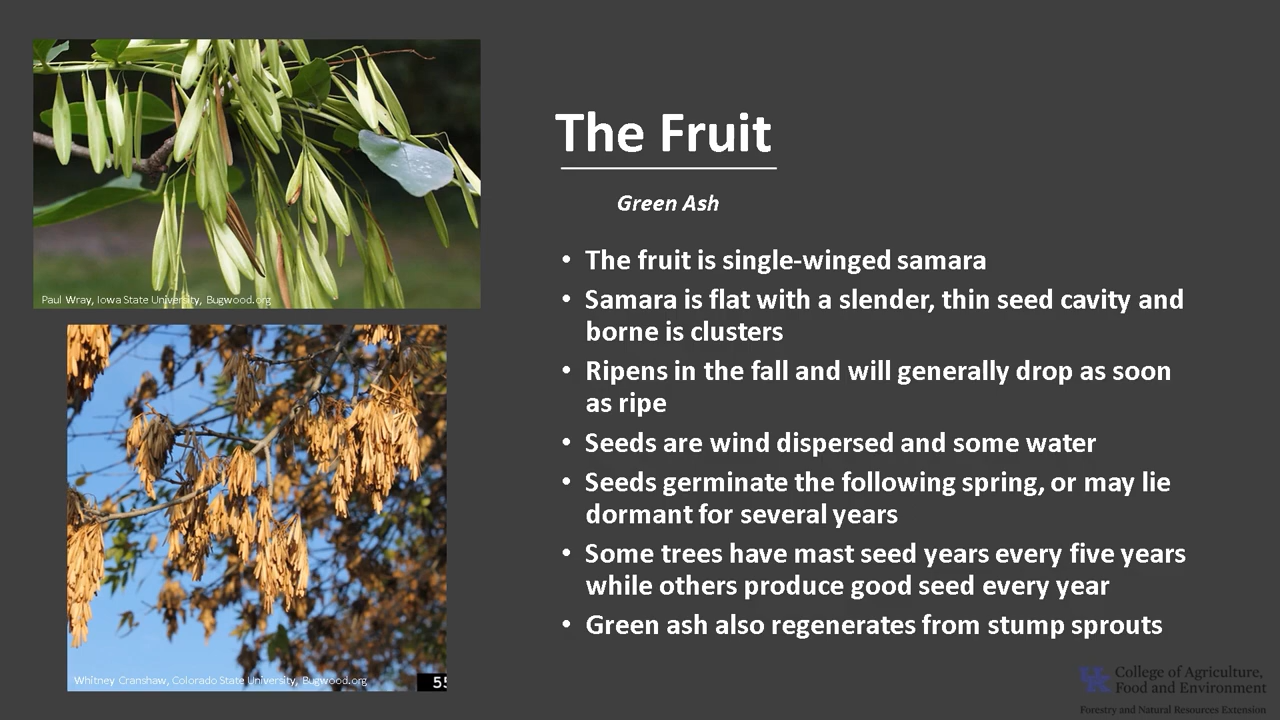 The Fruit
Green Ash
• The fruit is single-winged samara
• Samara is flat with a slender, thin seed cavity and
borne is clusters
• Ripens in the fall and will generally drop as soon
as ripe
• Seeds are wind dispersed and some water
• Seeds germinate the following spring, or may lie
dormant for several years
• Some trees have mast seed years every five years
while others produce good seed every year
• Green ash also regenerates from stump sprouts
Paul Wray, Iowa State University, Bugwood.org
Whitney Cranshaw, Colorado State University, Bugwood.org
55
UK College of Agriculture,
Food and Environment
Forestry and Natural Resources Extension